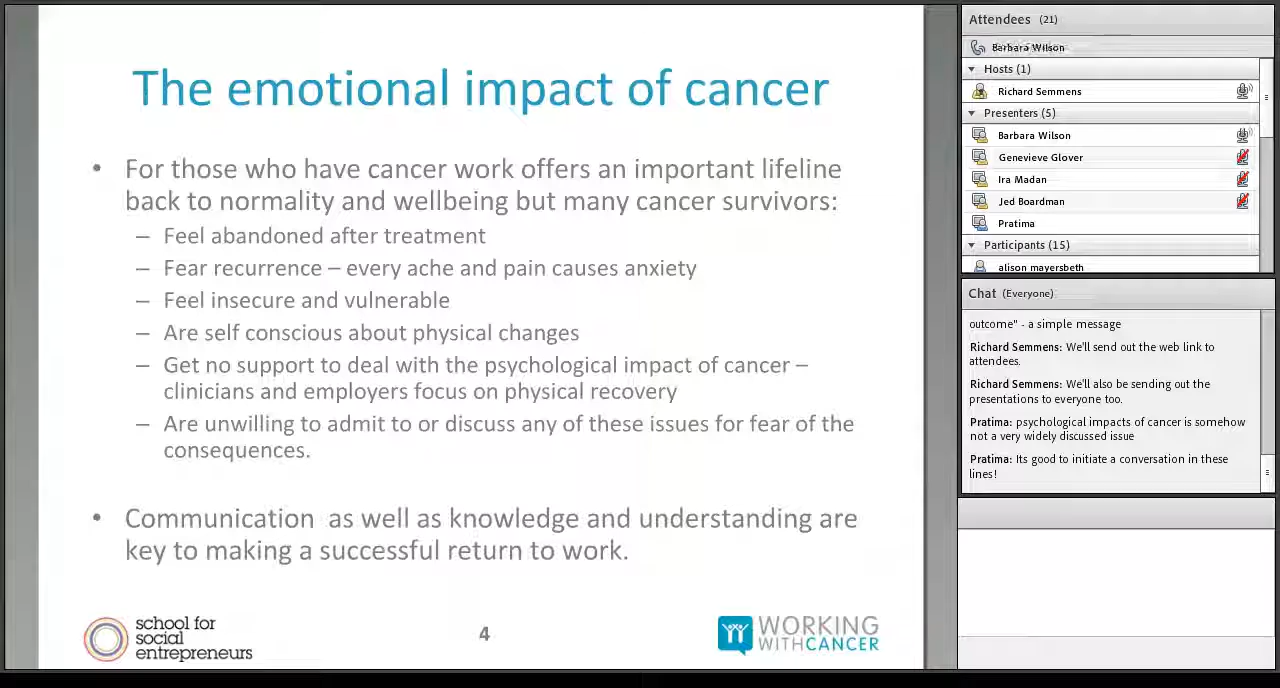 The emotional impact of cancer
• For those who have cancer work offers an important lifeline
back to normality and wellbeing but many cancer survivors:
– Feel abandoned after treatment
– Fear recurrence – every ache and pain causes anxiety
– Feel insecure and vulnerable
– Are self conscious about physical changes
– Get no support to deal with the psychological impact of cancer –
clinicians and employers focus on physical recovery
– Are unwilling to admit to or discuss any of these issues for fear of the
consequences.
• Communication as well as knowledge and understanding are
key to making a successful return to work.
school for
social
entrepreneurs
4
WORKING
WITHCANCER
Attendees (21)
Barbara Wilson
Hosts (1)
Richard Semmens
Presenters (5)
Barbara Wilson
Genevieve Glover
Ira Madan
Jed Boardman
Pratima
Participants (15)
alison mayersbeth
Chat (Everyone)
outcome" - a simple message
Richard Semmens: We'll send out the web link to
attendees.
Richard Semmens: We'll also be sending out the
presentations to everyone too.
Pratima: psychological impacts of cancer is somehow
not a very widely discussed issue
Pratima: Its good to initiate a conversation in these
lines!